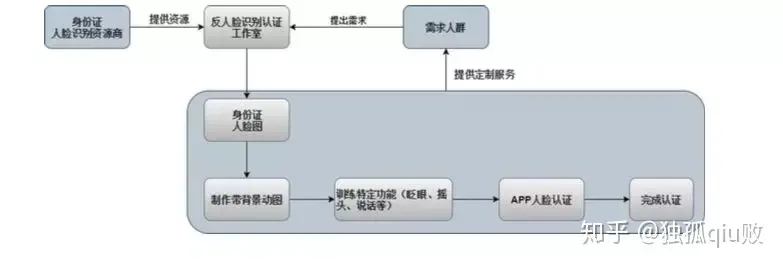 身份证
人脸识别资源商
提供资源
反人脸识别认证
工作室
提出需求
需求人群
提供定制服务
身份证
人脸图
制作带背景动图
训练特定功能（眨眼、摇
头、说话等）
APP人脸认证
完成认证
知乎 @独孤qiu败